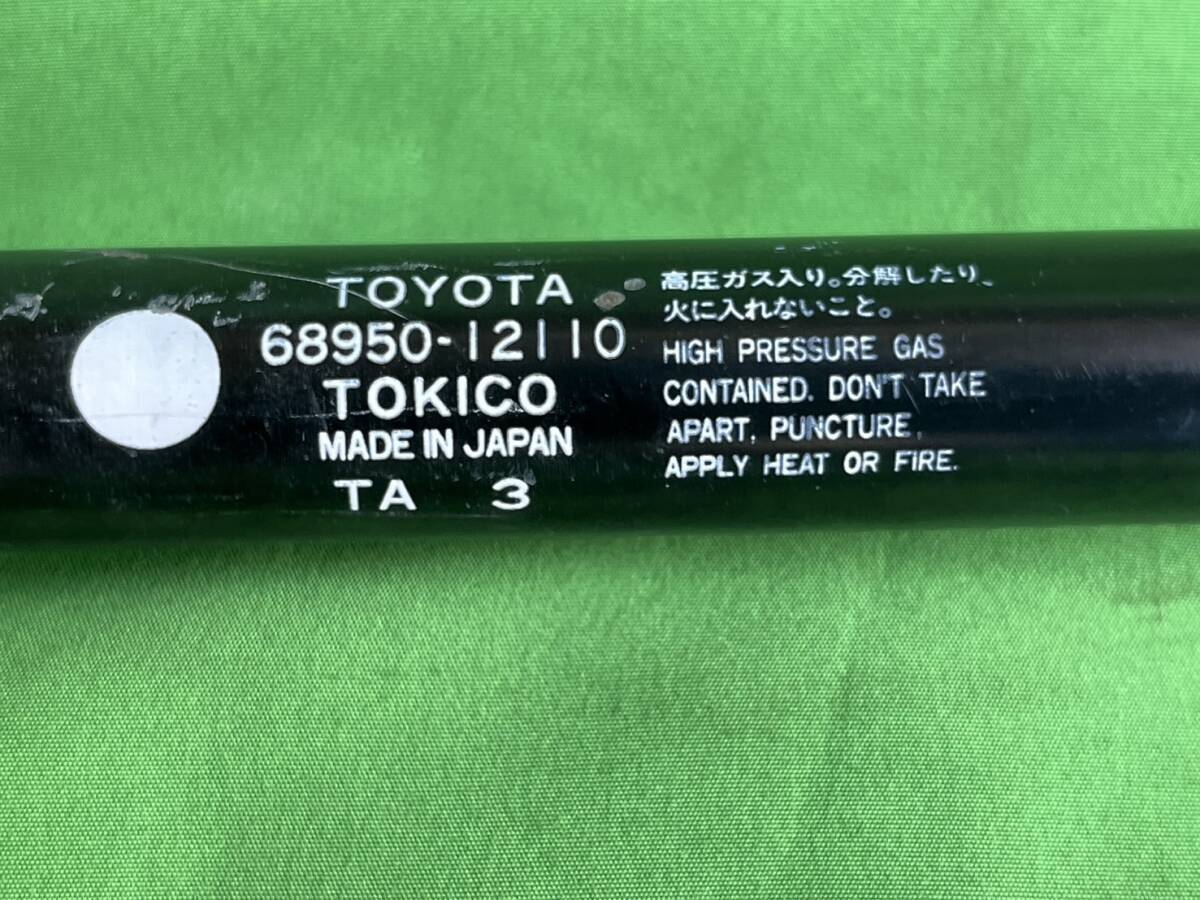 TOYOTA
68950-12110
TOKICO
MADE IN JAPAN
TA 3
高圧ガス入り。分解したり、
火に入れないこと。
HIGH PRESSURE GAS
CONTAINED. DON'T TAKE
APART, PUNCTURE,
APPLY HEAT OR FIRE.